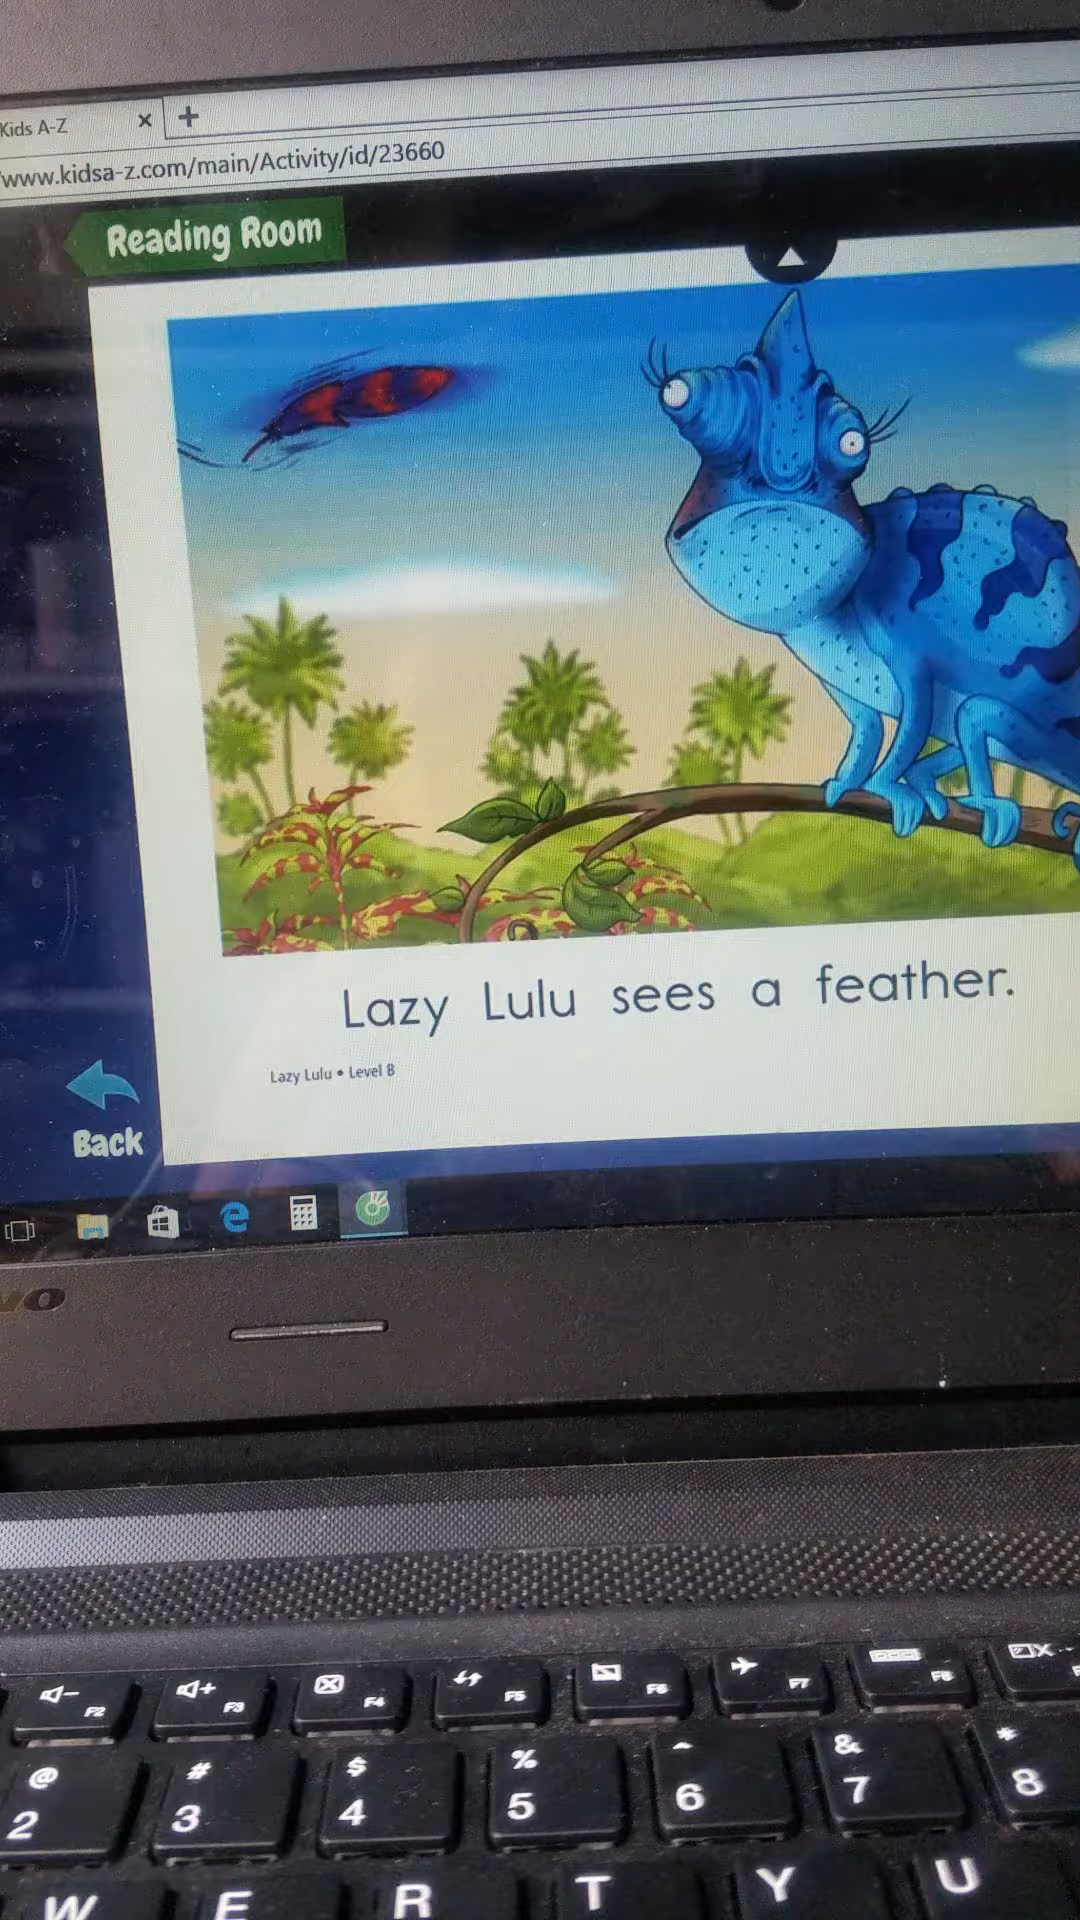 Kids A-Z × +
www.kidsa-z.com/main/Activity/id/23660
Reading Room
Lazy Lulu sees a feather.
Lazy Lulu • Level B
Back
F2 F3 F4 F5 F6 F7 F8
@ # $ % ^ & *
2 3 4 5 6 7 8
W E R T Y U